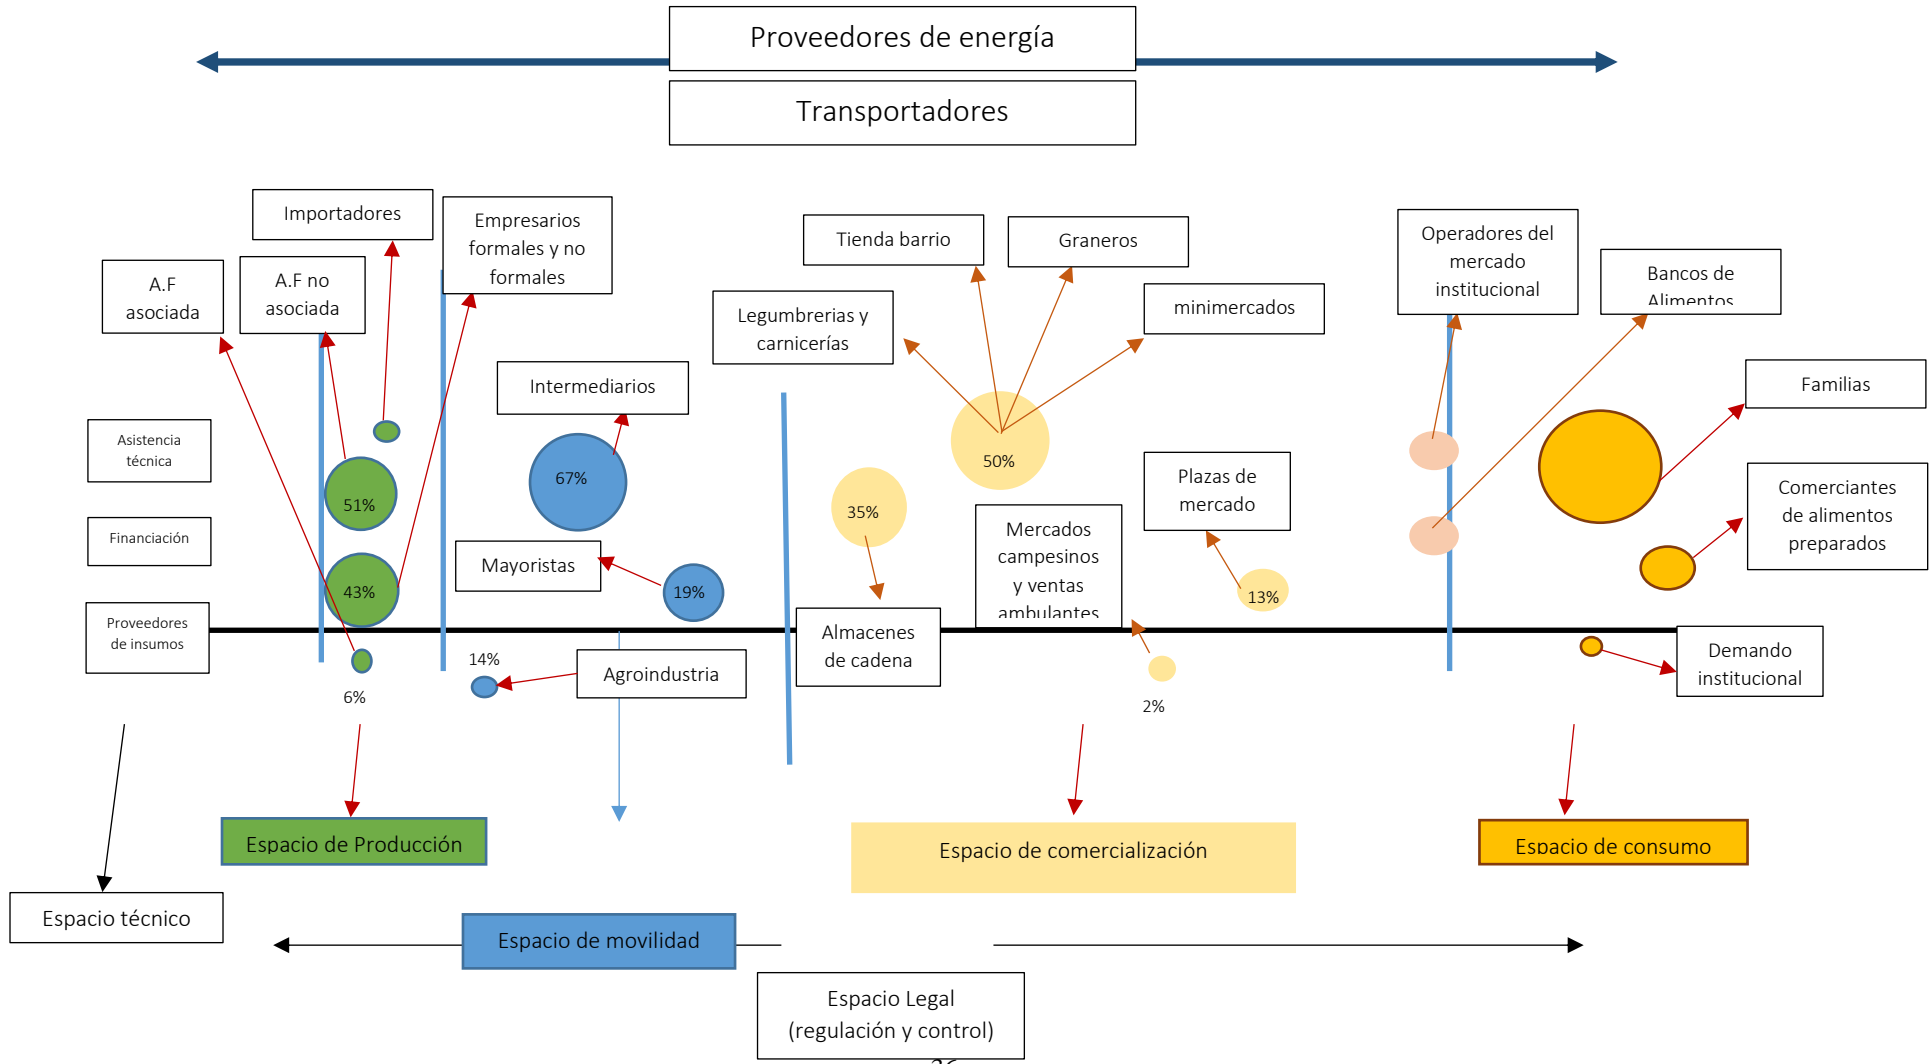 Proveedores de energía
Transportadores
Importadores
Empresarios
formales y no
formales
A.F
asociada
A.F no
asociada
Tienda barrio
Graneros
Legumbrerias y
carnicerías
minimercados
Operadores del
mercado
institucional
Bancos de
Alimentos
Intermediarios
Familias
Asistencia
técnica
Financiación
Proveedores
de insumos
51%
43%
6%
67%
Mayoristas
19%
14%
Agroindustria
35%
50%
Almacenes
de cadena
Mercados
campesinos
y ventas
ambulantes
Plazas de
mercado
13%
2%
Comerciantes
de alimentos
preparados
Demando
institucional
Espacio de Producción
Espacio de comercialización
Espacio de consumo
Espacio técnico
Espacio de movilidad
Espacio Legal
(regulación y control)